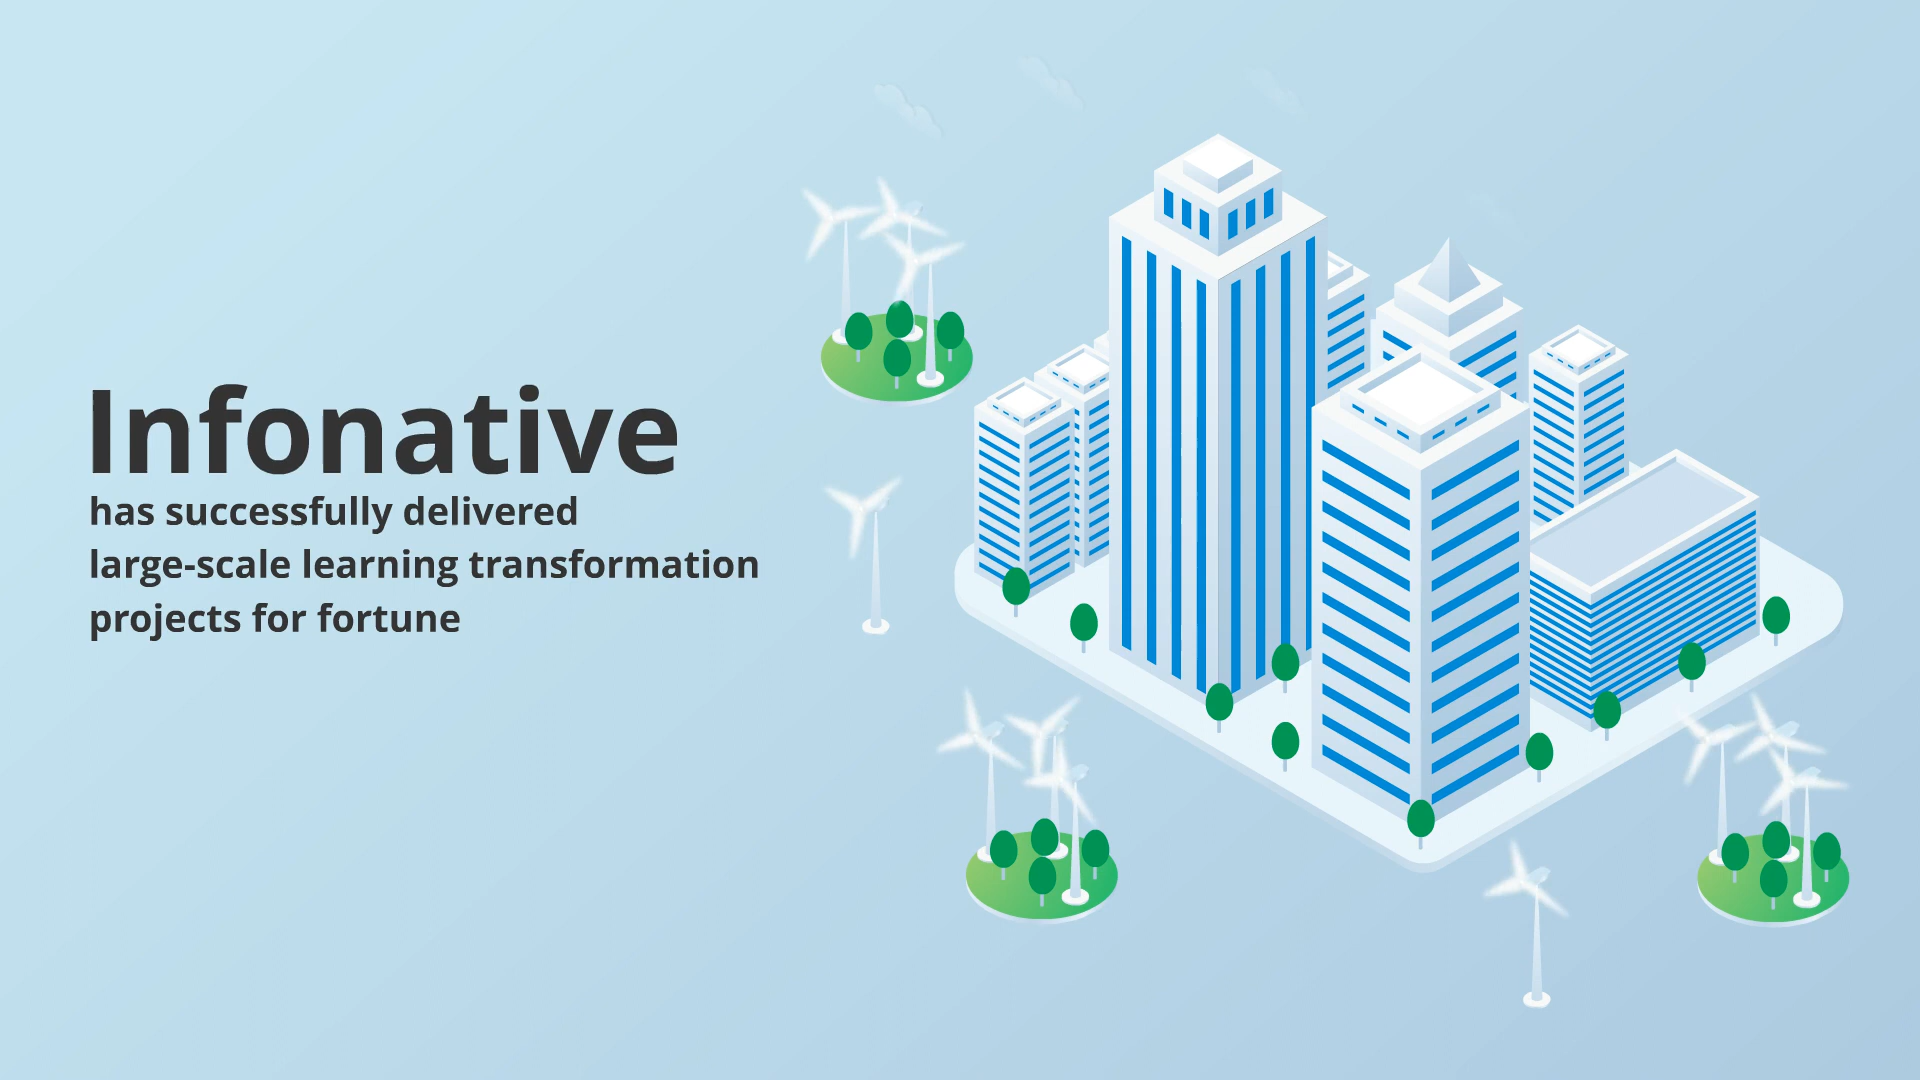 Infonative
has successfully delivered
large-scale learning transformation
projects for fortune